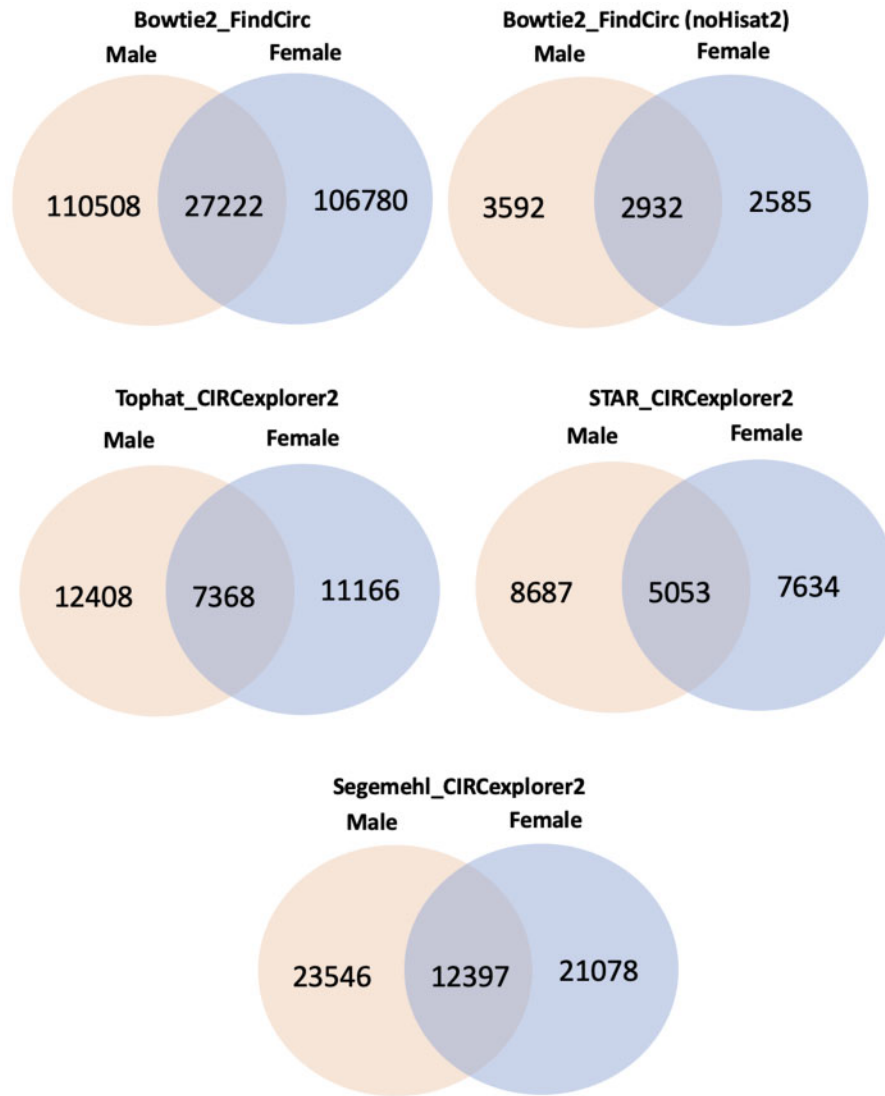 Bowtie2_FindCirc
Male Female
110508 27222 106780
Bowtie2_FindCirc (noHisat2)
Male Female
3592 2932 2585
Tophat_CIRCexplorer2
Male Female
12408 7368 11166
STAR_CIRCexplorer2
Male Female
8687 5053 7634
Segemehl_CIRCexplorer2
Male Female
23546 12397 21078